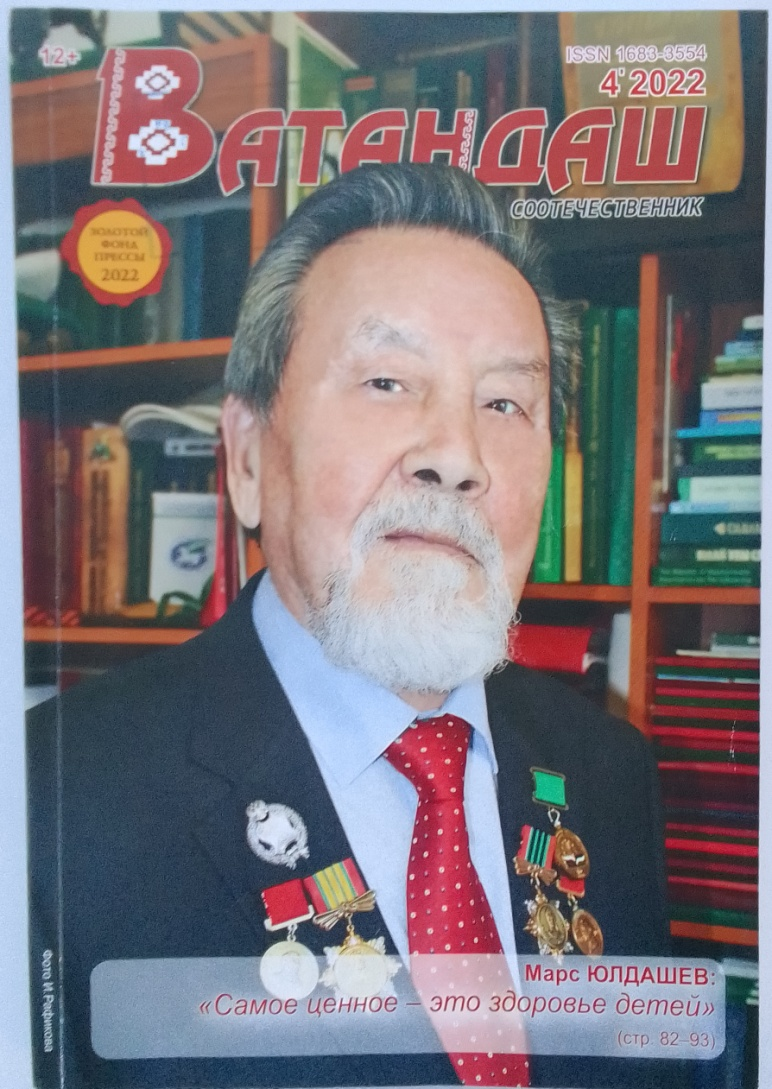 12+
ISSN 1683-3554
4' 2022
ВАТАНДАШ
СООТЕЧЕСТВЕННИК
ЗОЛОТОЙ
ФОНД
ПРЕССЫ
2022
Марс ЮЛДАШЕВ:
«Самое ценное – это здоровье детей»
(стр. 82–93)
Фото И.Рафикова